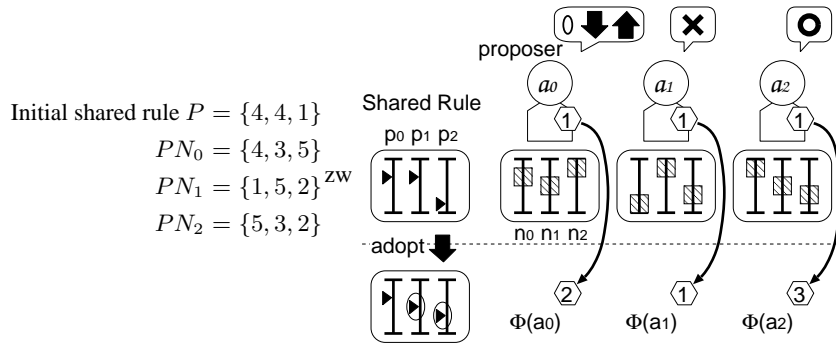 proposer
a0 a1 a2
Initial shared rule P = {4, 4, 1}
PN0 = {4, 3, 5}
PN1 = {1, 5, 2} zw
PN2 = {5, 3, 2}
Shared Rule
1 1 1
p0 p1 p2
n0 n1 n2
adopt
2 1 3
Φ(a0) Φ(a1) Φ(a2)